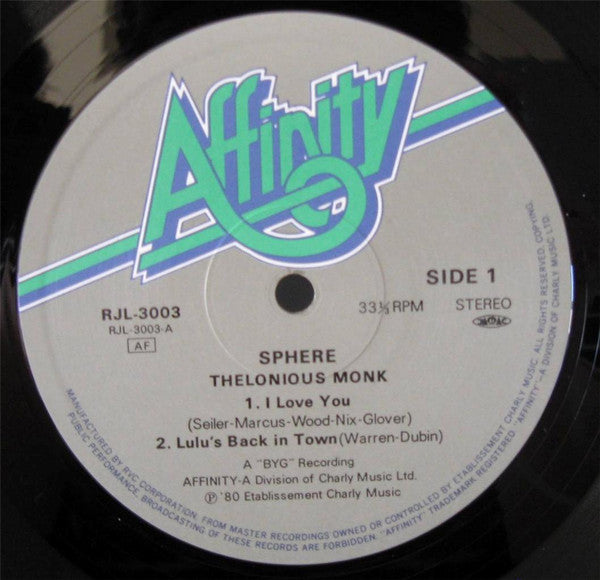 Affinity
SIDE 1
RJL-3003
RJL-3003-A
AF
33⅓ RPM
STEREO
SPHERE
THELONIOUS MONK
1. I Love You
(Seiler-Marcus-Wood-Nix-Glover)
2. Lulu's Back in Town (Warren-Dubin)
A "BYG" Recording
AFFINITY-A Division of Charly Music Ltd.
℗ '80 Etablissement Charly Music
MANUFACTURED BY RVC CORPORATION, FROM MASTER RECORDINGS OWNED OR CONTROLLED BY ETABLISSEMENT CHARLY MUSIC. ALL RIGHTS RESERVED. COPYING,
PUBLIC PERFORMANCE, BROADCASTING OF THESE RECORDS ARE FORBIDDEN. "AFFINITY" TRADEMARK REGISTERED. "AFFINITY"-A DIVISION OF CHARLY MUSIC LTD.